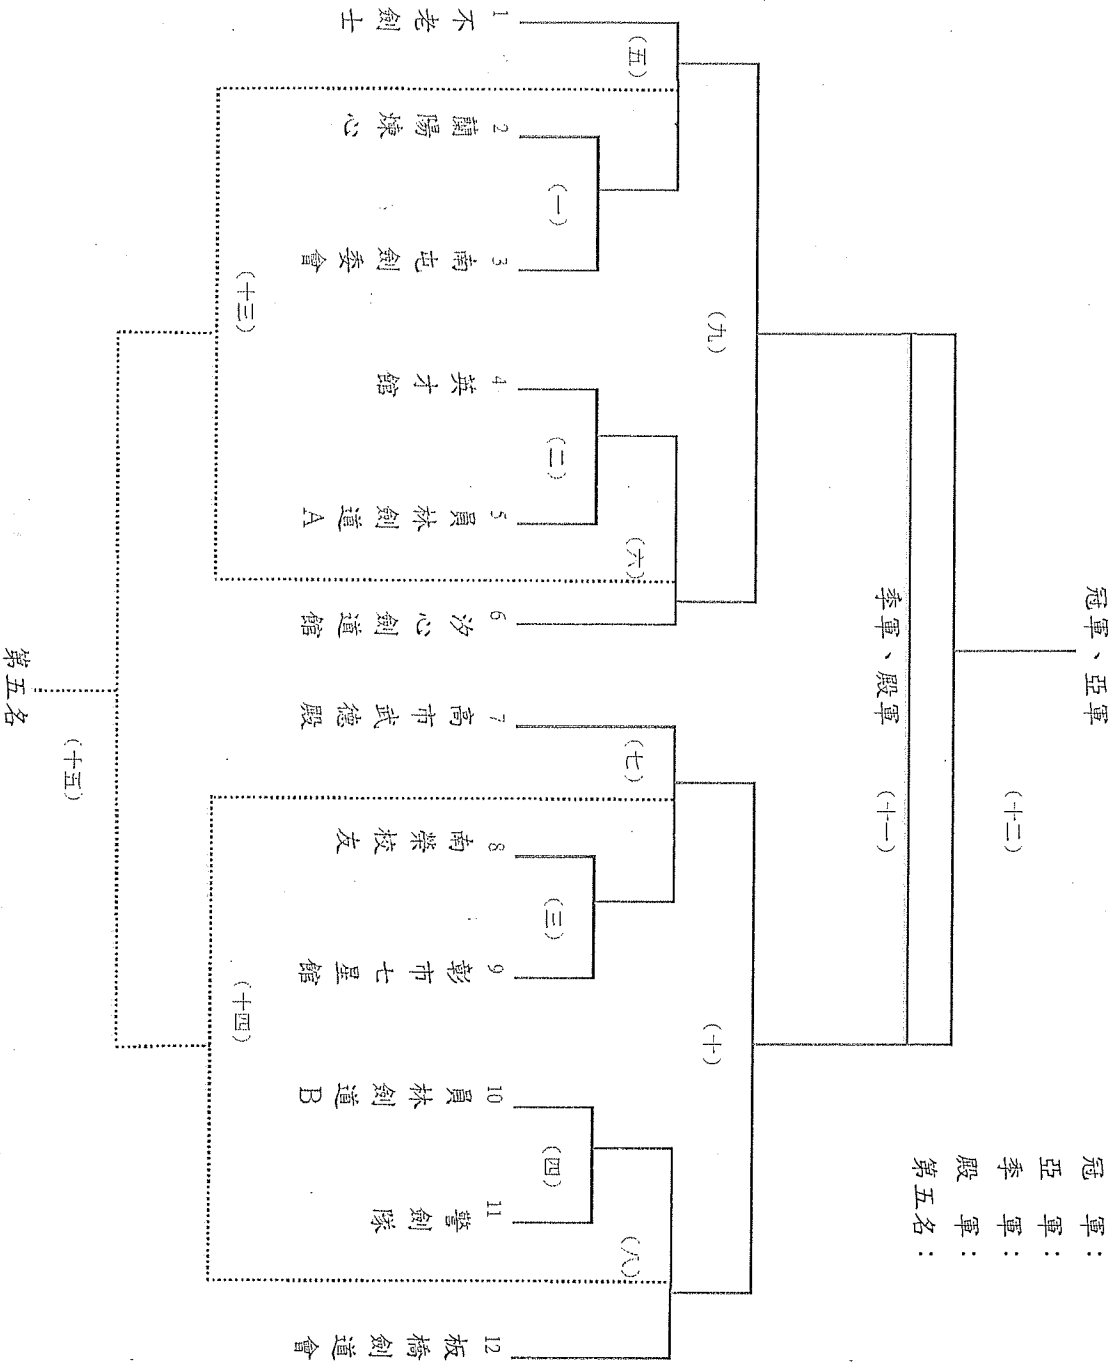 冠軍、亞軍
(十二)
季軍、殿軍 (十一)
冠軍：
亞軍：
季軍：
殿軍：
第五名：
(九)
(十)
(五)
(六)
(七)
(八)
(一)
(二)
(三)
(四)
1 不老劍士
2 蘭陽煉心
3 南屯劍委會
4 英才館
5 員林劍道A
6 汐心劍道館
7 高市武德殿
8 南榮校友
9 彰市七星館
10 員林劍道B
11 警劍隊
12 板橋劍道會
(十三)
(十四)
(十五)
第五名